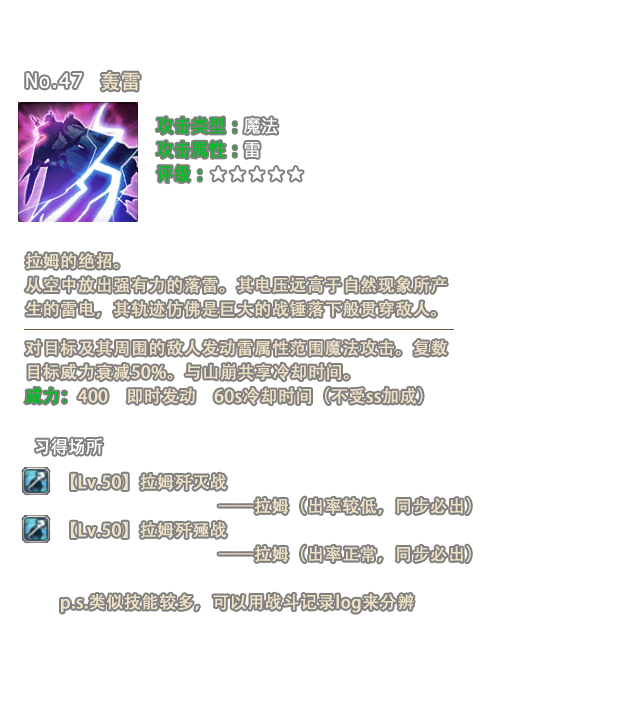 No.47 轰雷
攻击类型：魔法
攻击属性：雷
评级：☆☆☆☆☆
拉姆的绝招。
从空中放出强有力的落雷。其电压远高于自然现象所产
生的雷电，其轨迹仿佛是巨大的战锤落下般贯穿敌人。
对目标及其周围的敌人发动雷属性范围魔法攻击。复数
目标威力衰减50%。与山崩共享冷却时间。
威力：400 即时发动 60s冷却时间（不受ss加成）
习得场所
【Lv.50】拉姆歼灭战
——拉姆（出率较低，同步必出）
【Lv.50】拉姆歼殛战
——拉姆（出率正常，同步必出）
p.s.类似技能较多，可以用战斗记录log来分辨